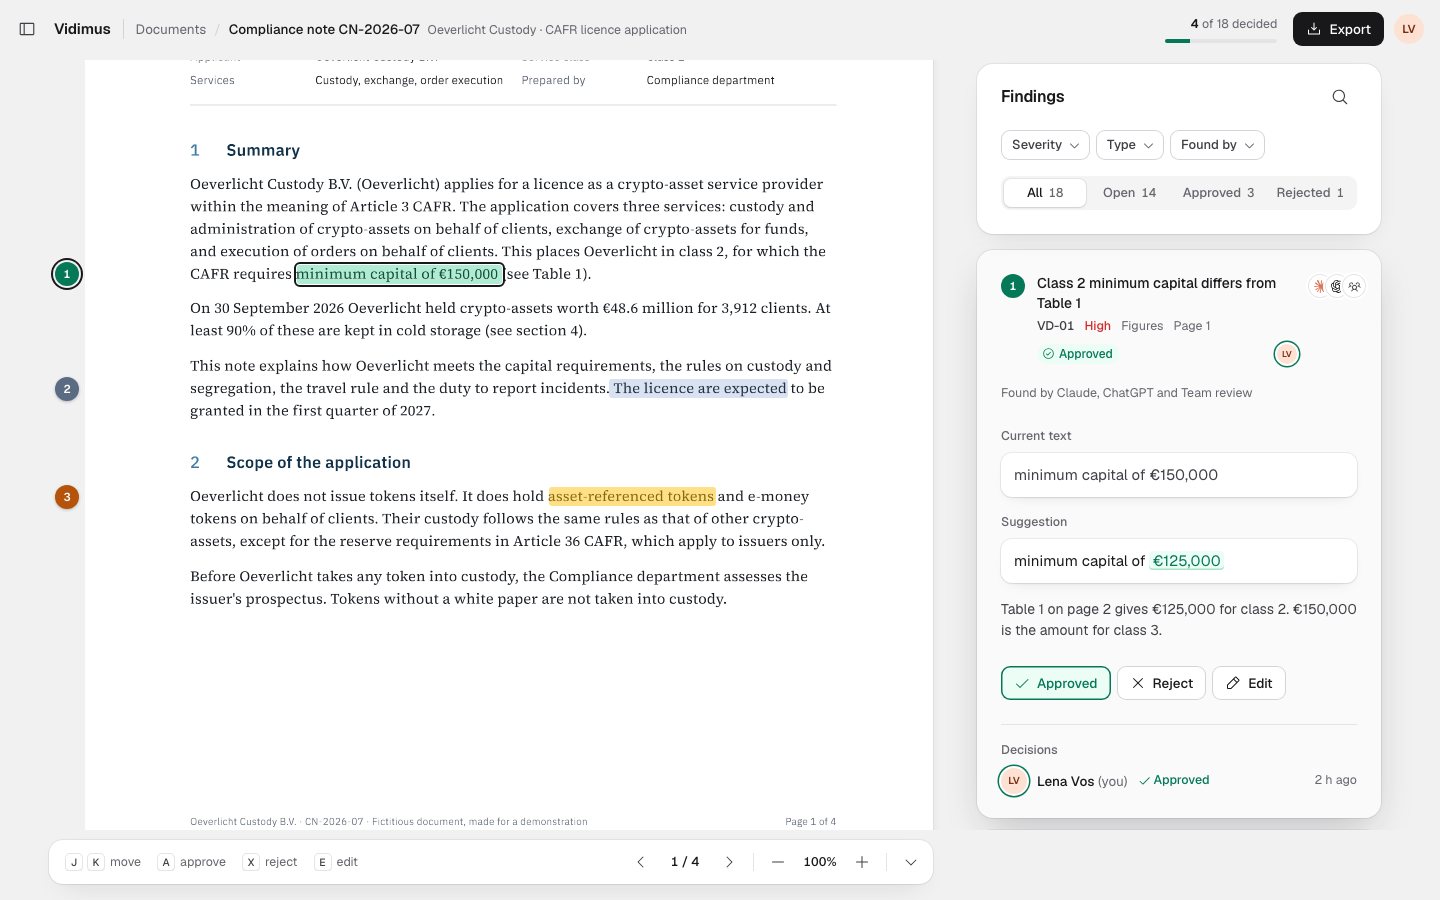 Vidimus
Documents / Compliance note CN-2026-07 Oeverlicht Custody · CAFR licence application
4 of 18 decided
Export
LV
Services Custody, exchange, order execution Prepared by Compliance department
1 Summary
Oeverlicht Custody B.V. (Oeverlicht) applies for a licence as a crypto-asset service provider
within the meaning of Article 3 CAFR. The application covers three services: custody and
administration of crypto-assets on behalf of clients, exchange of crypto-assets for funds,
and execution of orders on behalf of clients. This places Oeverlicht in class 2, for which the
1
CAFR requires minimum capital of €150,000 (see Table 1).
On 30 September 2026 Oeverlicht held crypto-assets worth €48.6 million for 3,912 clients. At
least 90% of these are kept in cold storage (see section 4).
This note explains how Oeverlicht meets the capital requirements, the rules on custody and
2
segregation, the travel rule and the duty to report incidents. The licence are expected to be
granted in the first quarter of 2027.
2 Scope of the application
3
Oeverlicht does not issue tokens itself. It does hold asset-referenced tokens and e-money
tokens on behalf of clients. Their custody follows the same rules as that of other crypto-
assets, except for the reserve requirements in Article 36 CAFR, which apply to issuers only.
Before Oeverlicht takes any token into custody, the Compliance department assesses the
issuer's prospectus. Tokens without a white paper are not taken into custody.
Oeverlicht Custody B.V. · CN-2026-07 · Fictitious document, made for a demonstration Page 1 of 4
J K move A approve X reject E edit
1 / 4
100%
Findings
Severity Type Found by
All 18 Open 14 Approved 3 Rejected 1
1
Class 2 minimum capital differs from
Table 1
VD-01 High Figures Page 1
Approved LV
Found by Claude, ChatGPT and Team review
Current text
minimum capital of €150,000
Suggestion
minimum capital of €125,000
Table 1 on page 2 gives €125,000 for class 2. €150,000
is the amount for class 3.
Approved Reject Edit
Decisions
LV Lena Vos (you) Approved 2 h ago